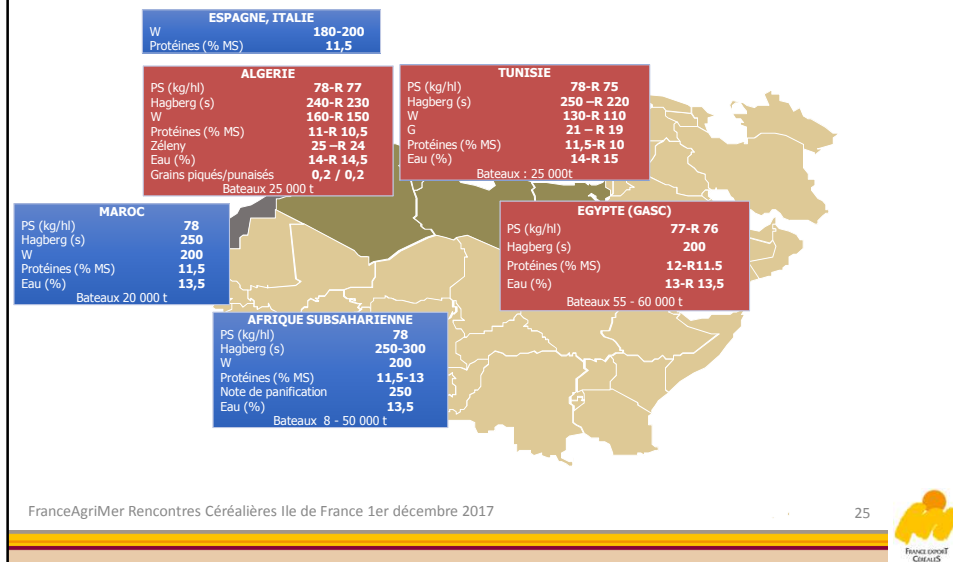 ESPAGNE, ITALIE
W 180-200
Protéines (% MS) 11,5
ALGERIE
PS (kg/hl) 78-R 77
Hagberg (s) 240-R 230
W 160-R 150
Protéines (% MS) 11-R 10,5
Zéleny 25 –R 24
Eau (%) 14-R 14,5
Grains piqués/punaisés 0,2 / 0,2
Bateaux 25 000 t
TUNISIE
PS (kg/hl) 78-R 75
Hagberg (s) 250 –R 220
W 130-R 110
G 21 – R 19
Protéines (% MS) 11,5-R 10
Eau (%) 14-R 15
Bateaux : 25 000t
MAROC
PS (kg/hl) 78
Hagberg (s) 250
W 200
Protéines (% MS) 11,5
Eau (%) 13,5
Bateaux 20 000 t
EGYPTE (GASC)
PS (kg/hl) 77-R 76
Hagberg (s) 200
Protéines (% MS) 12-R11.5
Eau (%) 13-R 13,5
Bateaux 55 - 60 000 t
AFRIQUE SUBSAHARIENNE
PS (kg/hl) 78
Hagberg (s) 250-300
W 200
Protéines (% MS) 11,5-13
Note de panification 250
Eau (%) 13,5
Bateaux 8 - 50 000 t
FranceAgriMer Rencontres Céréalières Ile de France 1er décembre 2017
25
FRANCE EXPORT
CÉRÉALES